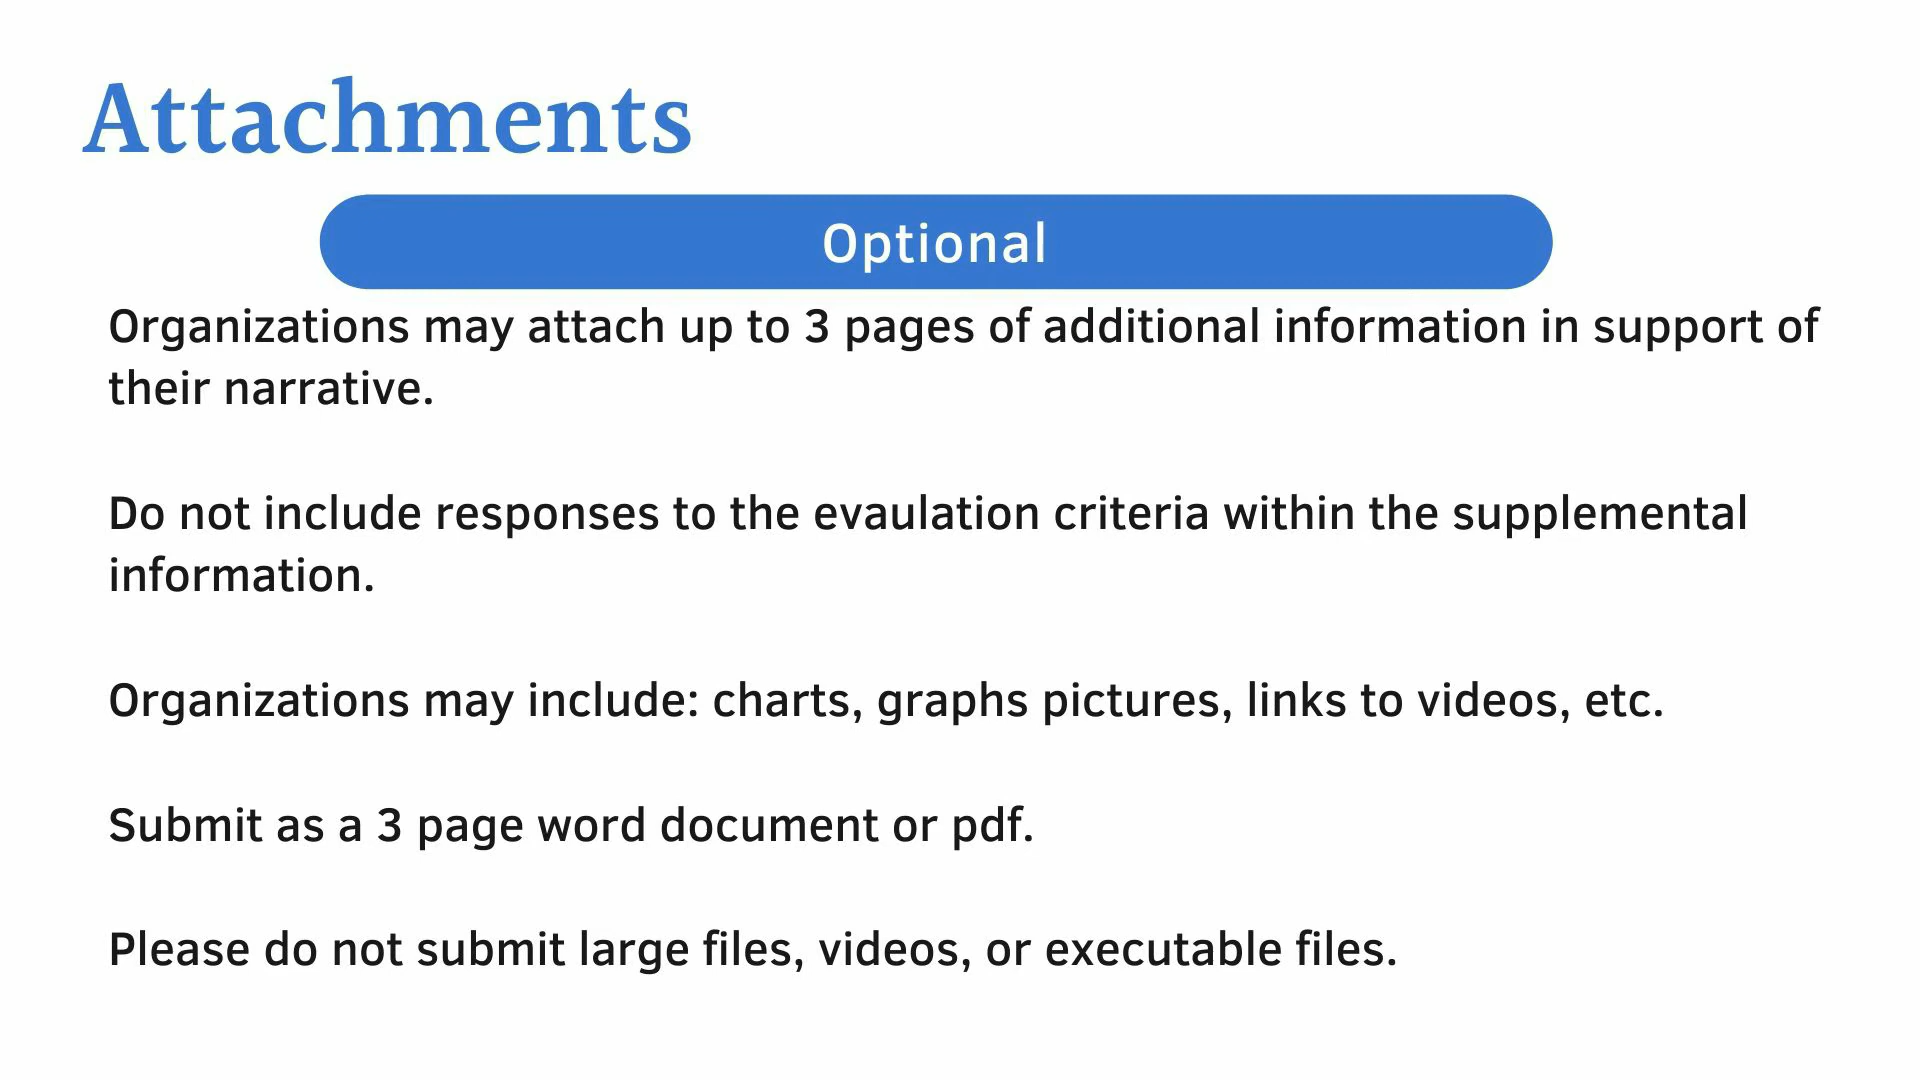 Attachments
Optional
Organizations may attach up to 3 pages of additional information in support of
their narrative.
Do not include responses to the evaulation criteria within the supplemental
information.
Organizations may include: charts, graphs pictures, links to videos, etc.
Submit as a 3 page word document or pdf.
Please do not submit large files, videos, or executable files.